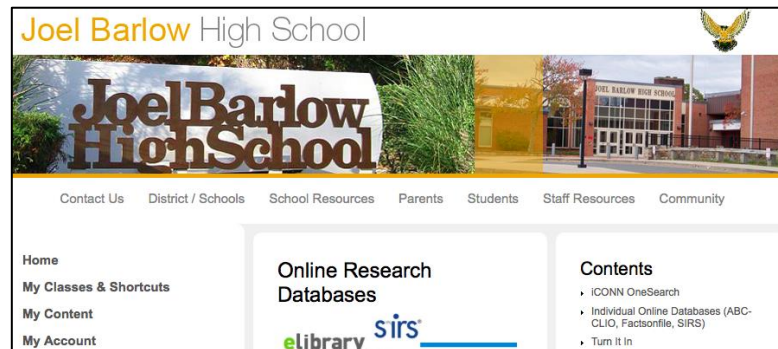 Joel Barlow High School
Joel Barlow
High School
JOEL BARLOW HIGH SCHOOL
Contact Us District / Schools School Resources Parents Students Staff Resources Community
Home
My Classes & Shortcuts
My Content
My Account
Online Research
Databases
elibrary
sirs
Contents
iCONN OneSearch
Individual Online Databases (ABC-
CLIO, Factsonfile, SIRS)
Turn It In